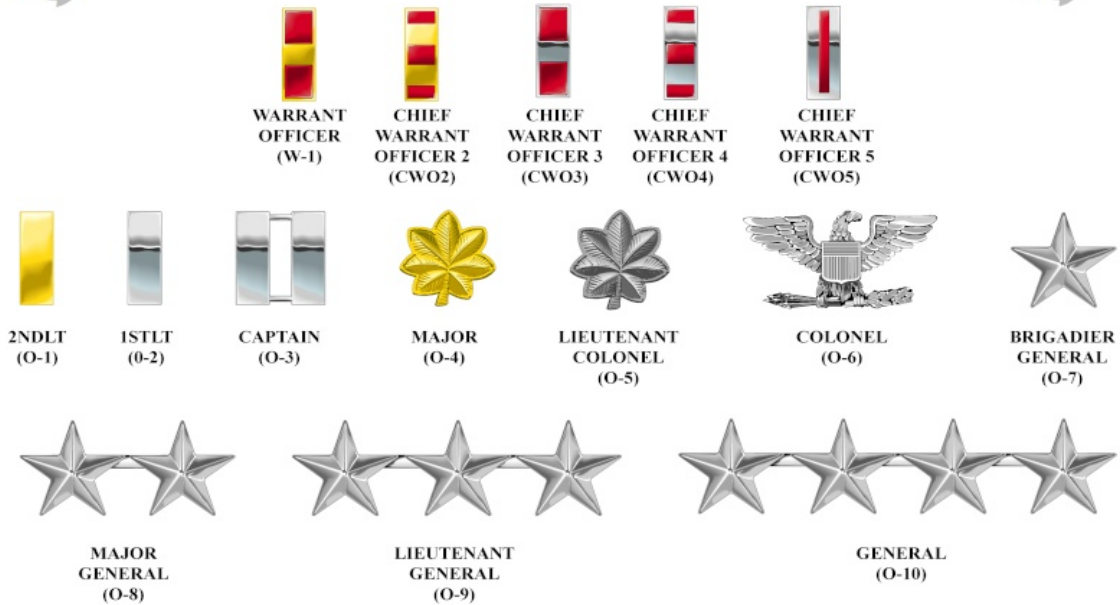 WARRANT
OFFICER
(W-1)
CHIEF
WARRANT
OFFICER 2
(CWO2)
CHIEF
WARRANT
OFFICER 3
(CWO3)
CHIEF
WARRANT
OFFICER 4
(CWO4)
CHIEF
WARRANT
OFFICER 5
(CWO5)
2NDLT
(O-1)
1STLT
(0-2)
CAPTAIN
(O-3)
MAJOR
(O-4)
LIEUTENANT
COLONEL
(O-5)
COLONEL
(O-6)
BRIGADIER
GENERAL
(O-7)
MAJOR
GENERAL
(O-8)
LIEUTENANT
GENERAL
(O-9)
GENERAL
(O-10)